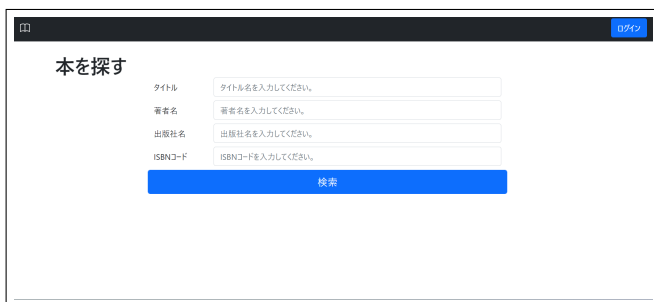 ログイン
本を探す
タイトル タイトル名を入力してください。
著者名 著者名を入力してください。
出版社名 出版社名を入力してください。
ISBNコード ISBNコードを入力してください。
検索